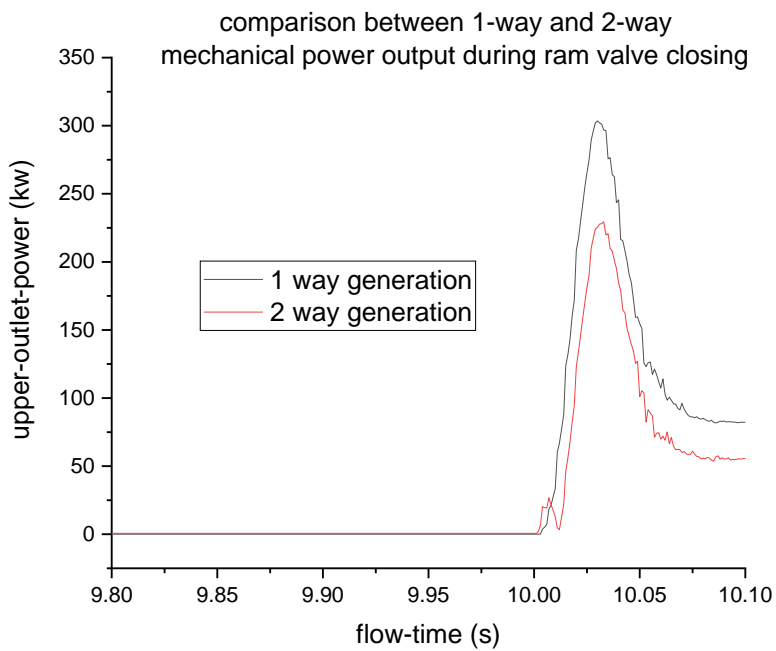 comparison between 1-way and 2-way
mechanical power output during ram valve closing
350
300
250
200
150
100
50
0
upper-outlet-power (kw)
1 way generation
2 way generation
9.80 9.85 9.90 9.95 10.00 10.05 10.10
flow-time (s)